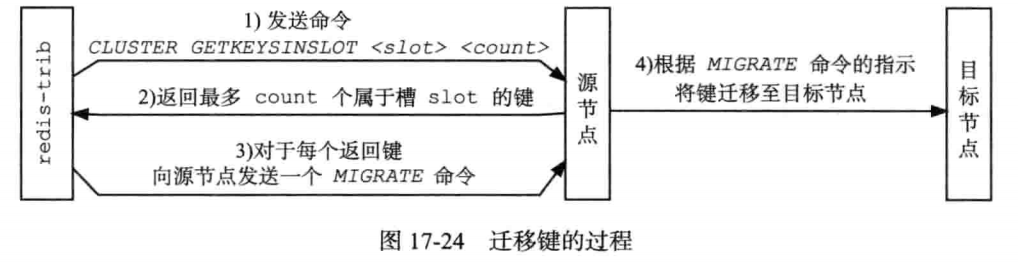 redis-trib
1) 发送命令
CLUSTER GETKEYSINSLOT <slot> <count>
2)返回最多 count 个属于槽 slot 的键
3)对于每个返回键
向源节点发送一个 MIGRATE 命令
源节点
4)根据 MIGRATE 命令的指示
将键迁移至目标节点
目标节点
图 17-24 迁移键的过程